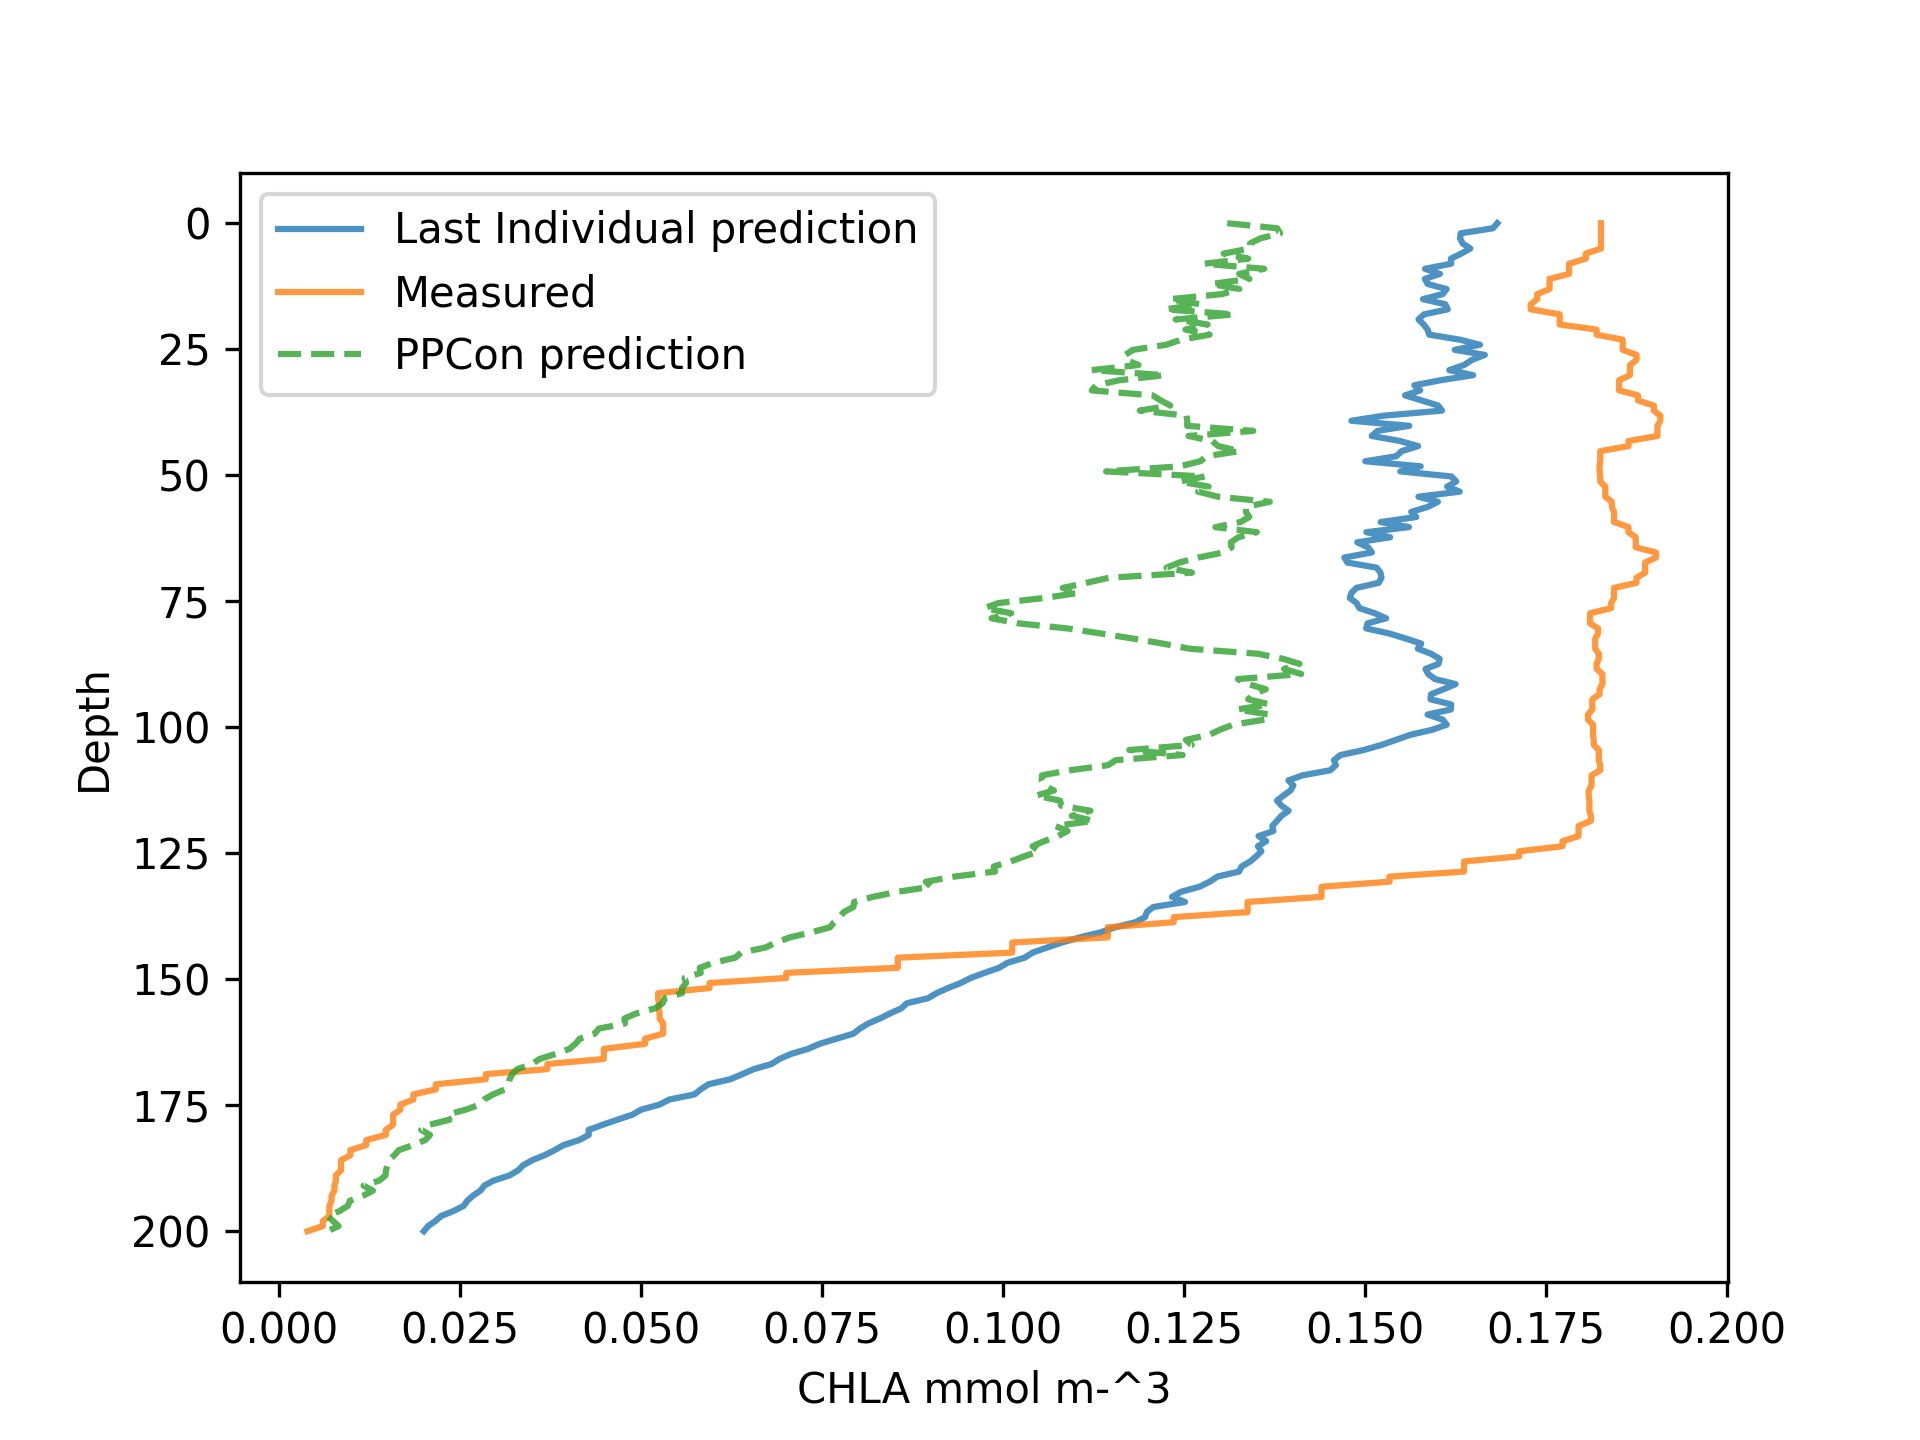 Last Individual prediction
Measured
PPCon prediction
0
25
50
75
100
125
150
175
200
Depth
0.000 0.025 0.050 0.075 0.100 0.125 0.150 0.175 0.200
CHLA mmol m-^3